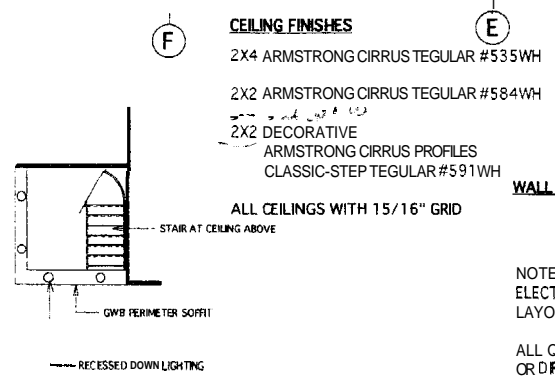 F
CEILING FINISHES
E
2X4 ARMSTRONG CIRRUS TEGULAR #535WH
2X2 ARMSTRONG CIRRUS TEGULAR #584WH
2X2 DECORATIVE
ARMSTRONG CIRRUS PROFILES
CLASSIC-STEP TEGULAR #591WH
ALL CEILINGS WITH 15/16" GRID
STAIR AT CEILING ABOVE
GWB PERIMETER SOFFIT
RECESSED DOWN LIGHTING
WALL
NOTE
ELECT
LAYO
ALL
OR